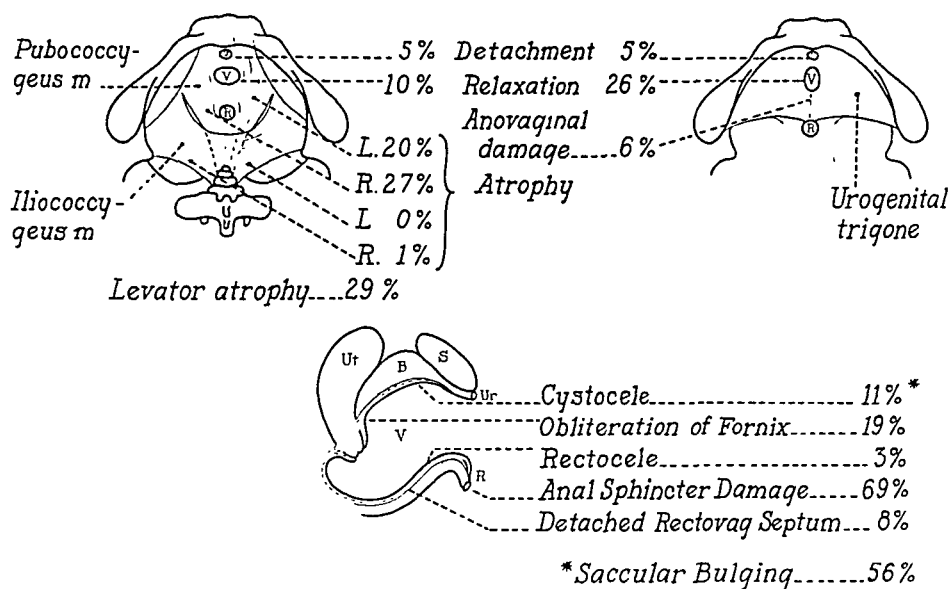 Pubococcy-
geus m
5% Detachment 5%
10% Relaxation 26%
Anovaginal
damage 6%
L. 20%
R. 27%
L 0%
R. 1%
Atrophy
Iliococcy-
geus m
Levator atrophy 29%
V
R
V
R
Urogenital
trigone
Ut
B
S
Ur
V
R
Cystocele 11%*
Obliteration of Fornix 19%
Rectocele 3%
Anal Sphincter Damage 69%
Detached Rectovag Septum 8%
*Saccular Bulging 56%